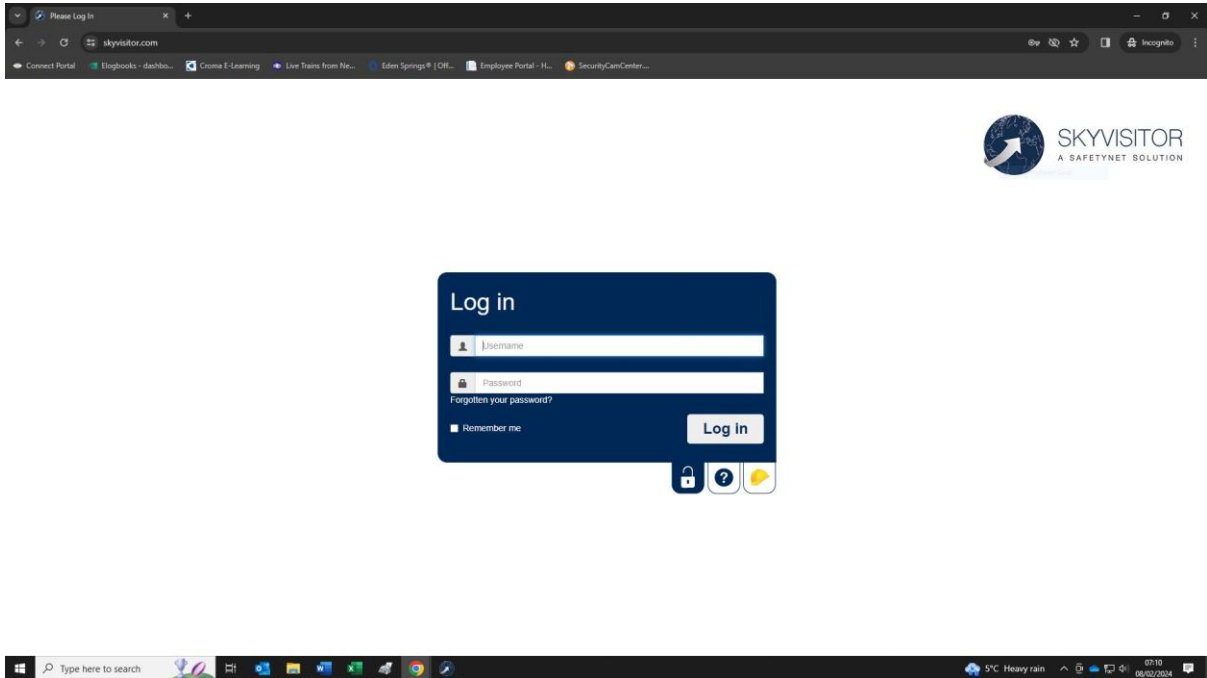 Please Log In
skyvisitor.com
Incognito
Connect Portal
Elogbooks - dashbo...
Croma E-Learning
Live Trains from Ne...
Eden Springs® | Off...
Employee Portal - H...
SecurityCamCenter....
SKYVISITOR
A SAFETYNET SOLUTION
Log in
Username
Password
Forgotten your password?
Remember me
Log in
?
Type here to search
5°C Heavy rain
07:10
08/02/2024